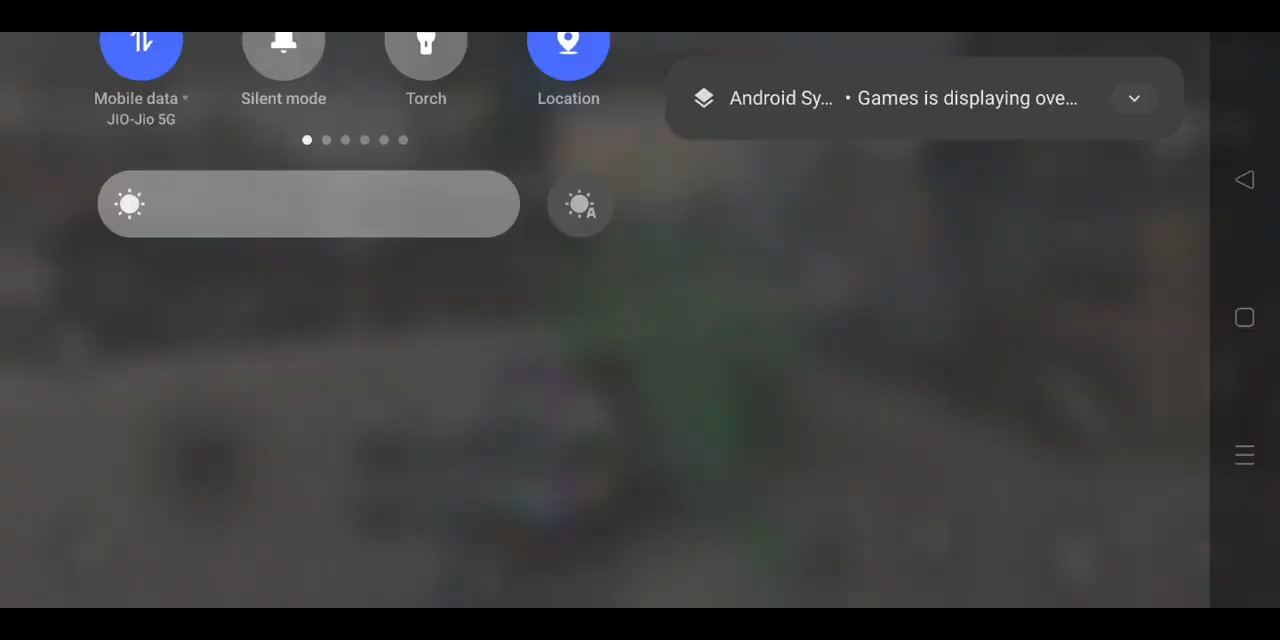 Mobile data
JIO-Jio 5G
Silent mode
Torch
Location
Android Sy... • Games is displaying ove...
A